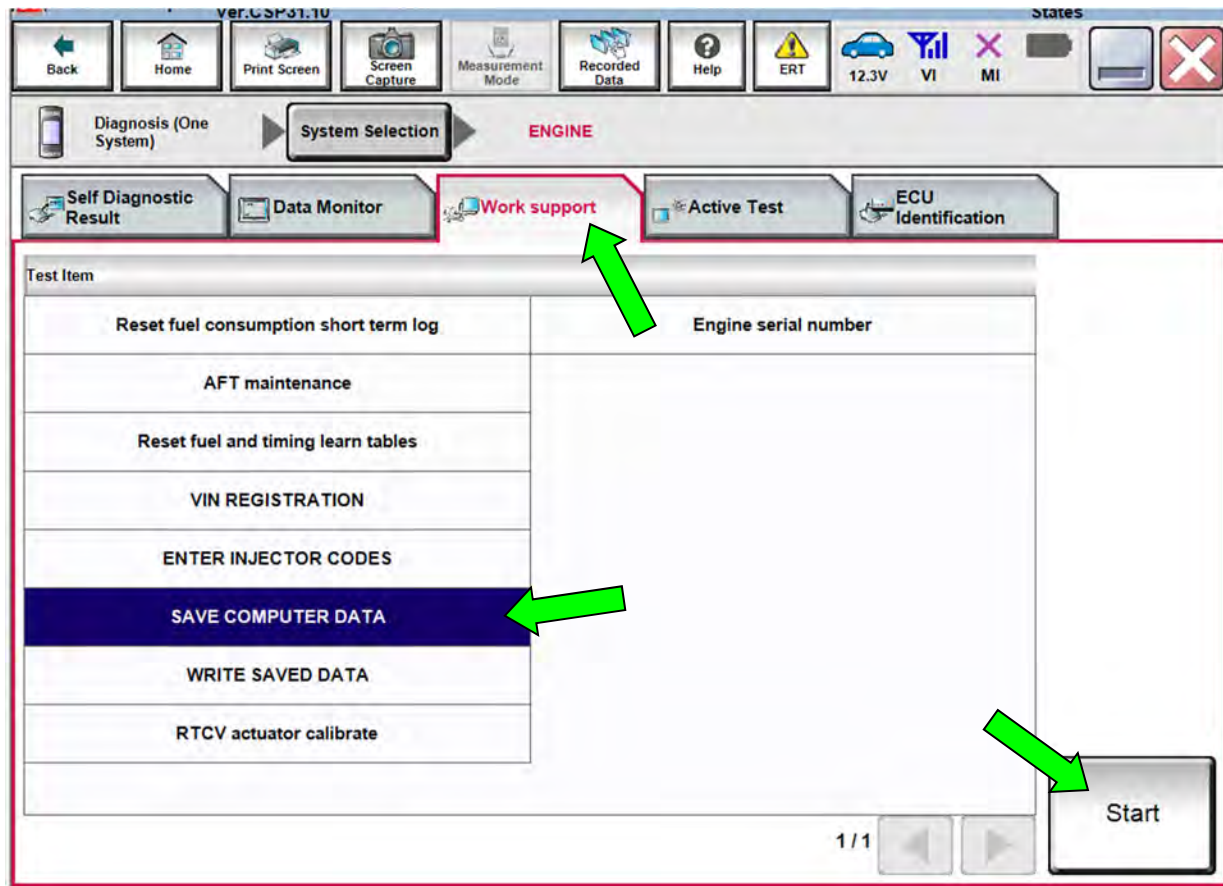 Ver.CSP31.10
States
Back
Home
Print Screen
Screen
Capture
Measurement
Mode
Recorded
Data
Help
ERT
12.3V
VI
MI
Diagnosis (One
System)
System Selection
ENGINE
Self Diagnostic
Result
Data Monitor
Work support
Active Test
ECU
Identification
Test Item
Reset fuel consumption short term log
Engine serial number
AFT maintenance
Reset fuel and timing learn tables
VIN REGISTRATION
ENTER INJECTOR CODES
SAVE COMPUTER DATA
WRITE SAVED DATA
RTCV actuator calibrate
1/1
Start